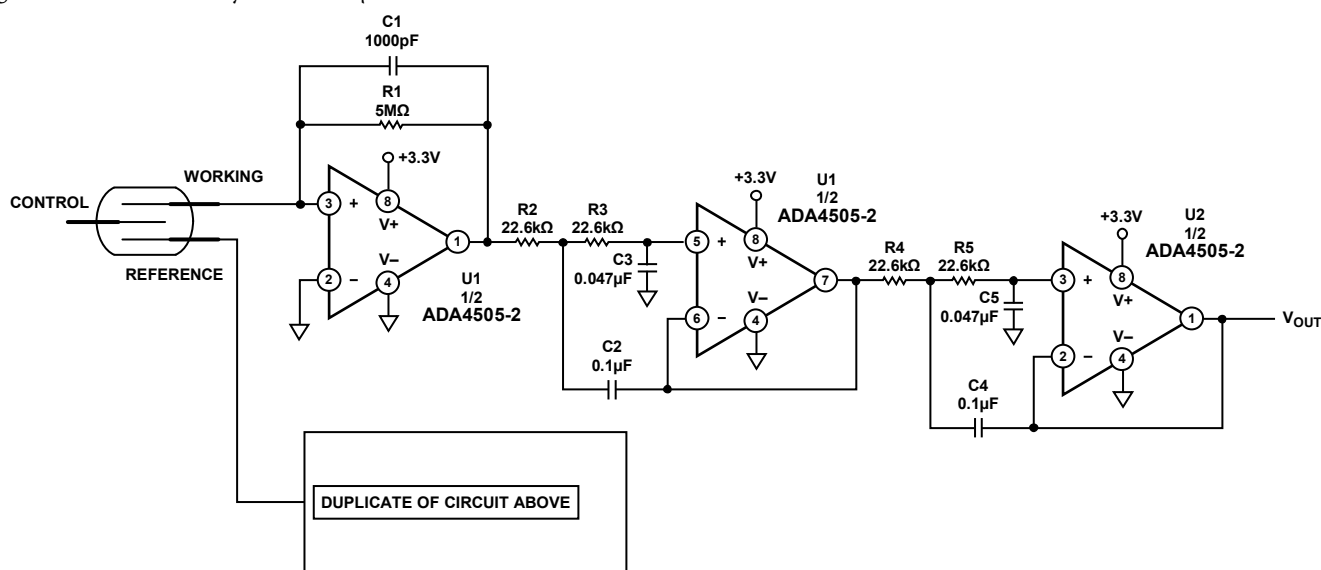 C1
1000pF
R1
5MΩ
+3.3V
WORKING
CONTROL
REFERENCE
3
+
8
V+
1
2
−
V−
4
U1
1/2
ADA4505-2
R2
22.6kΩ
R3
22.6kΩ
C3
0.047µF
C2
0.1µF
+3.3V
U1
1/2
ADA4505-2
5
+
8
V+
7
6
−
V−
4
R4
22.6kΩ
R5
22.6kΩ
C5
0.047µF
C4
0.1µF
+3.3V
U2
1/2
ADA4505-2
3
+
8
V+
1
2
−
V−
4
VOUT
DUPLICATE OF CIRCUIT ABOVE